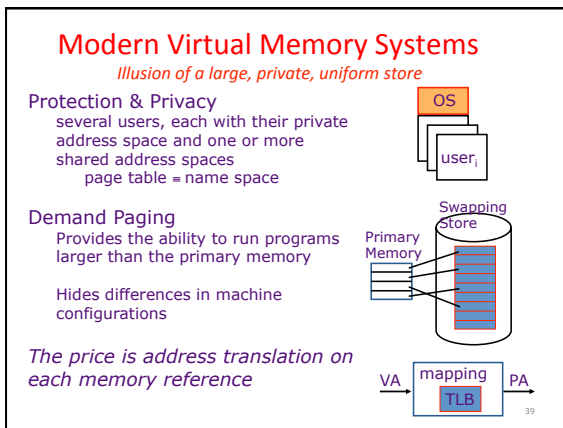 Modern Virtual Memory Systems
Illusion of a large, private, uniform store
Protection & Privacy
several users, each with their private
address space and one or more
shared address spaces
page table ≡ name space
OS
userᵢ
Demand Paging
Provides the ability to run programs
larger than the primary memory
Hides differences in machine
configurations
Primary
Memory
Swapping
Store
The price is address translation on
each memory reference
VA
mapping
TLB
PA
39